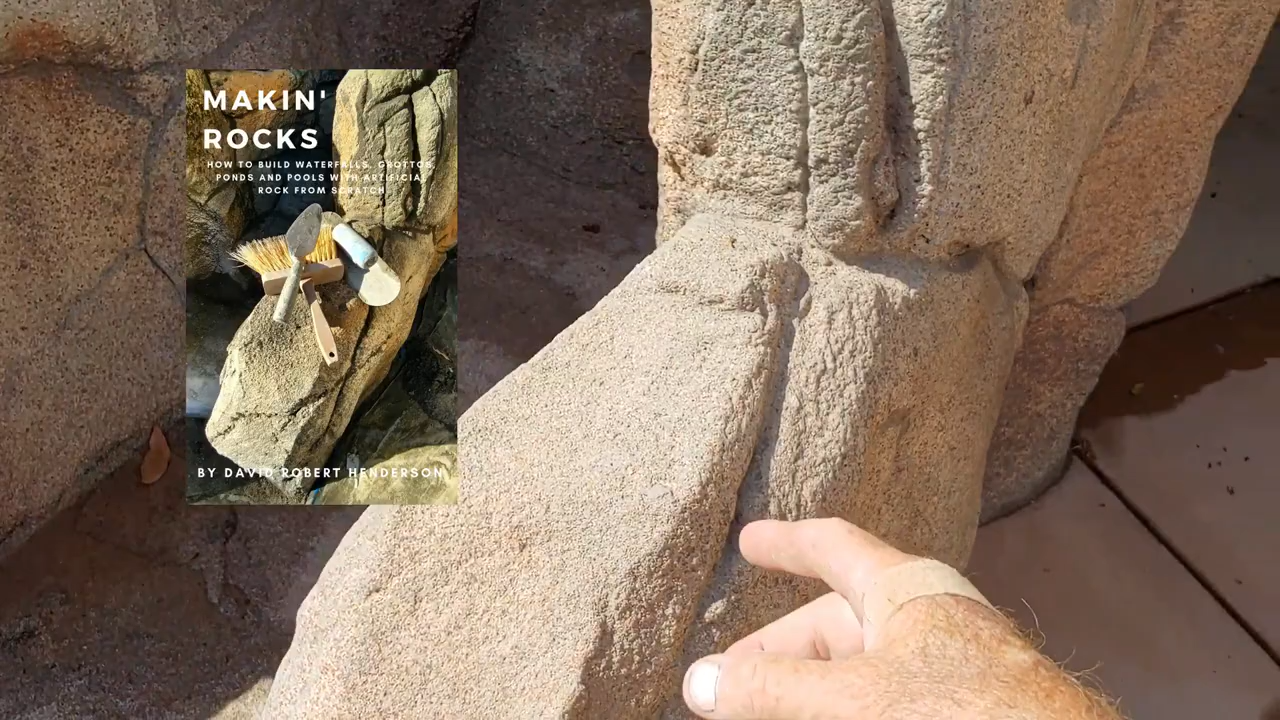 MAKIN'
ROCKS
HOW TO BUILD WATERFALLS, GROTTOS,
PONDS AND POOLS WITH ARTIFICIAL
ROCK FROM SCRATCH
BY DAVID ROBERT HENDERSON